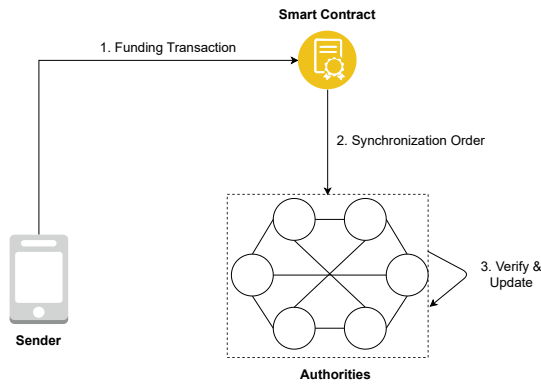 Smart Contract
1. Funding Transaction
2. Synchronization Order
3. Verify &
Update
Sender
Authorities